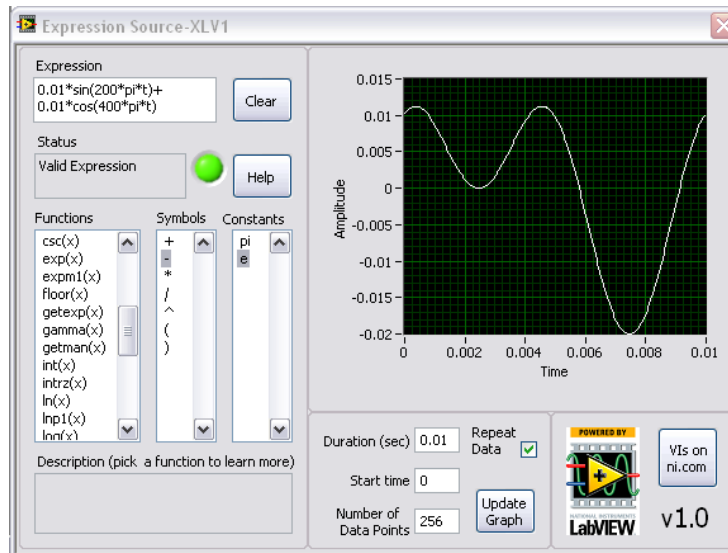 Expression Source-XLV1
Expression
0.01*sin(200*pi*t)+
0.01*cos(400*pi*t)
Clear
Status
Valid Expression
Help
Functions
csc(x)
exp(x)
expm1(x)
floor(x)
getexp(x)
gamma(x)
getman(x)
int(x)
intrz(x)
ln(x)
lnp1(x)
Symbols
+
-
*
/
^
(
)
Constants
pi
e
Description (pick a function to learn more)
Amplitude
0.015
0.01
0.005
0
-0.005
-0.01
-0.015
-0.02
0 0.002 0.004 0.006 0.008 0.01
Time
Duration (sec) 0.01
Repeat
Data
Start time 0
Number of
Data Points 256
Update
Graph
POWERED BY
NATIONAL INSTRUMENTS
LabVIEW
VIs on
ni.com
v1.0